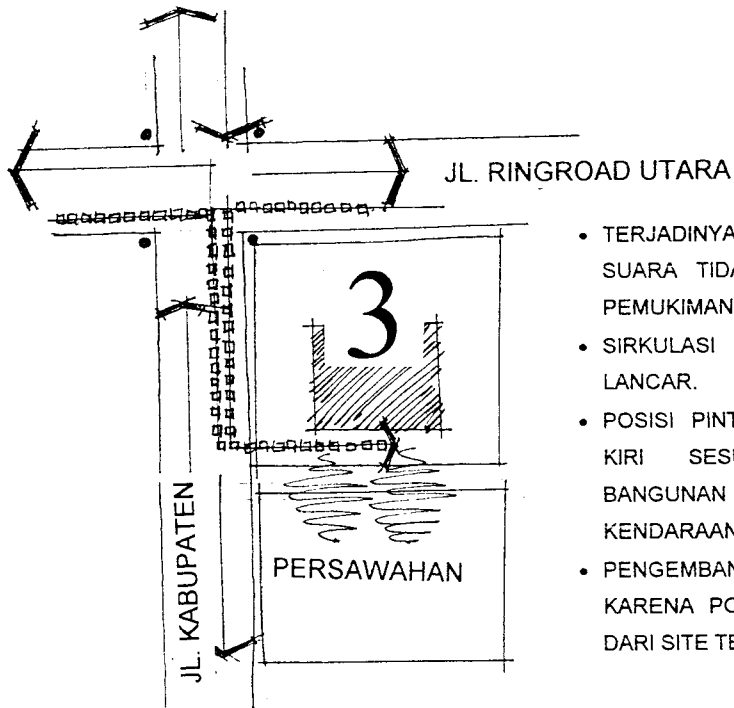 JL. RINGROAD UTARA
3
JL. KABUPATEN
PERSAWAHAN
• TERJADINYA
SUARA TIDA
PEMUKIMAN
• SIRKULASI
LANCAR.
• POSISI PINT
KIRI SESU
BANGUNAN
KENDARAAN
• PENGEMBAN
KARENA PO
DARI SITE TE